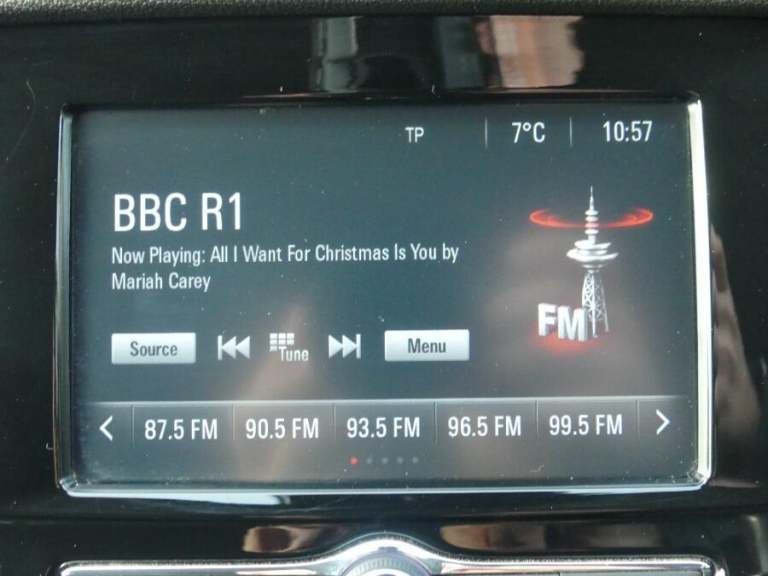 TP 7°C 10:57
BBC R1
Now Playing: All I Want For Christmas Is You by
Mariah Carey
FM
Source Tune Menu
87.5 FM 90.5 FM 93.5 FM 96.5 FM 99.5 FM